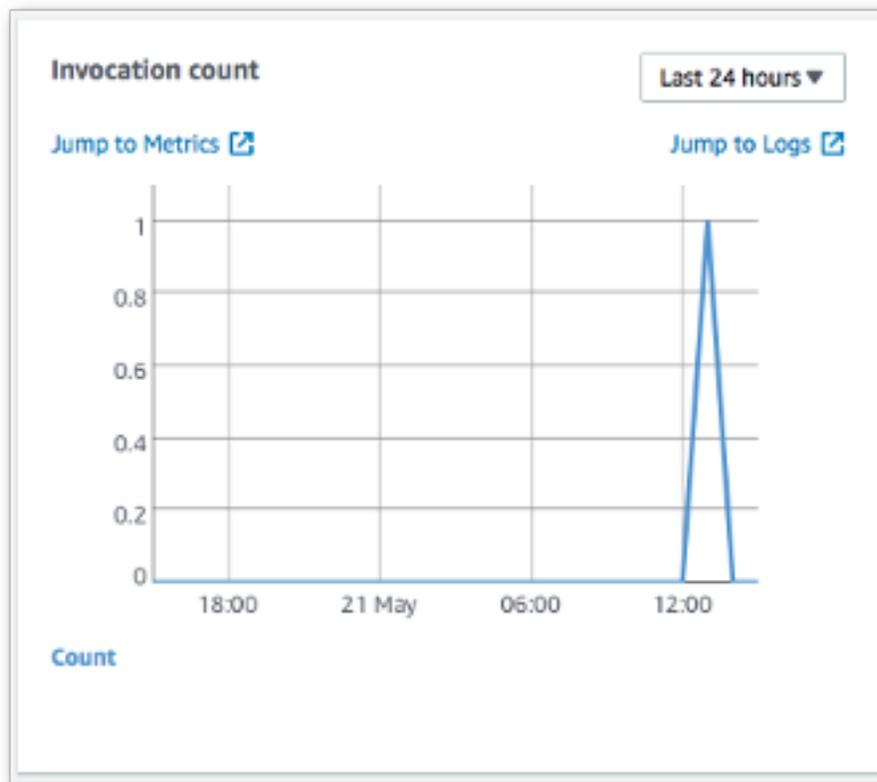 Invocation count
Last 24 hours
Jump to Metrics
Jump to Logs
1
0.8
0.6
0.4
0.2
0
18:00
21 May
06:00
12:00
Count